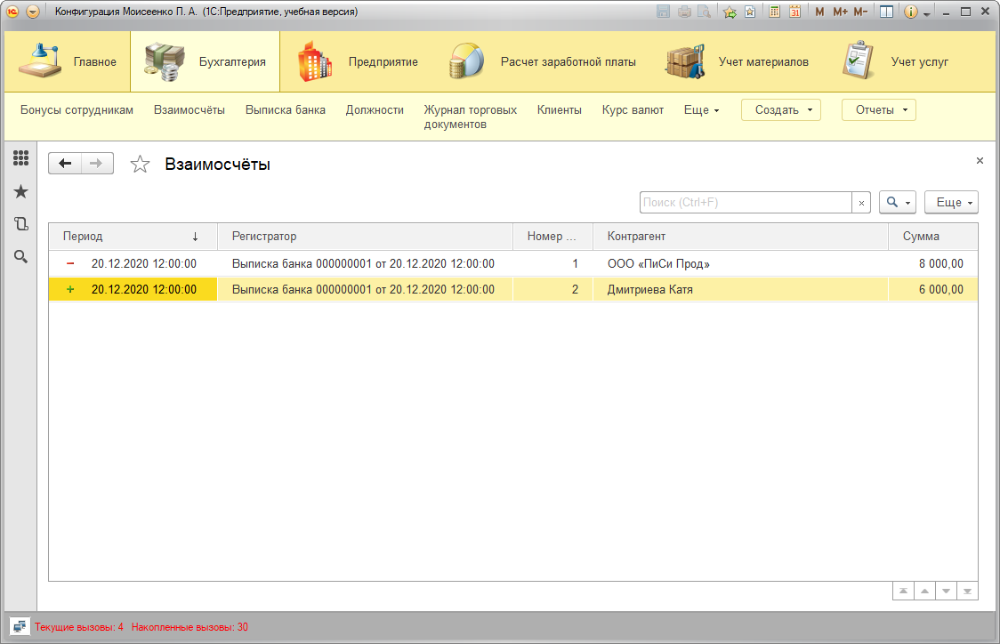 Конфигурация Моисеенко П. А. (1С:Предприятие, учебная версия)
31 M M+ M-
Главное Бухгалтерия Предприятие Расчет заработной платы Учет материалов Учет услуг
Бонусы сотрудникам Взаимосчёты Выписка банка Должности Журнал торговых документов Клиенты Курс валют Еще Создать Отчеты
Взаимосчёты
Поиск (Ctrl+F) × Еще
Период ↓ Регистратор Номер ... Контрагент Сумма
− 20.12.2020 12:00:00 Выписка банка 000000001 от 20.12.2020 12:00:00 1 ООО «ПиСи Прод» 8 000,00
+ 20.12.2020 12:00:00 Выписка банка 000000001 от 20.12.2020 12:00:00 2 Дмитриева Катя 6 000,00
Текущие вызовы: 4 Накопленные вызовы: 30